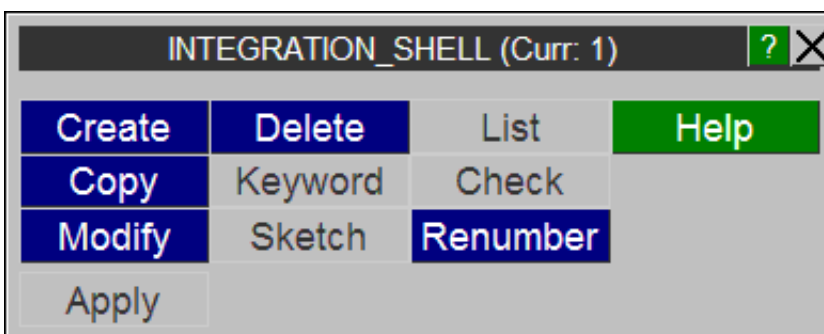 INTEGRATION_SHELL (Curr: 1) ? X
Create Delete List Help
Copy Keyword Check
Modify Sketch Renumber
Apply